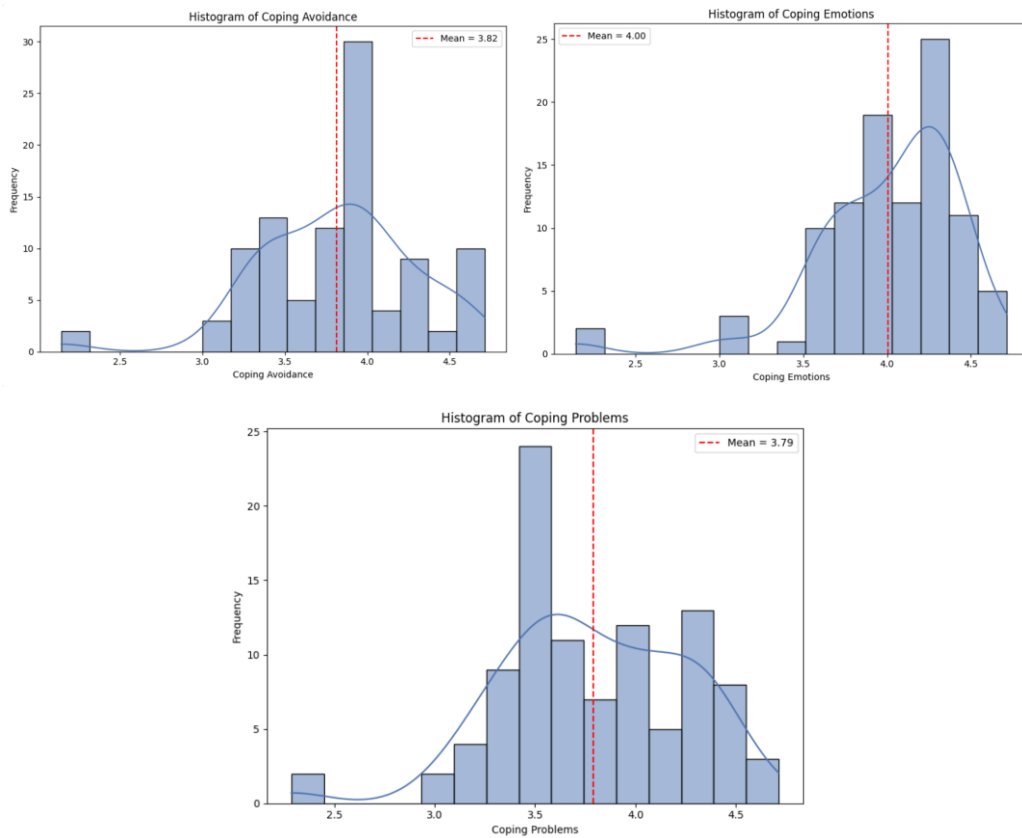 Histogram of Coping Avoidance
Mean = 3.82
30
25
20
15
10
5
0
Frequency
2.5 3.0 3.5 4.0 4.5
Coping Avoidance
Histogram of Coping Emotions
Mean = 4.00
25
20
15
10
5
0
Frequency
2.5 3.0 3.5 4.0 4.5
Coping Emotions
Histogram of Coping Problems
Mean = 3.79
25
20
15
10
5
0
Frequency
2.5 3.0 3.5 4.0 4.5
Coping Problems